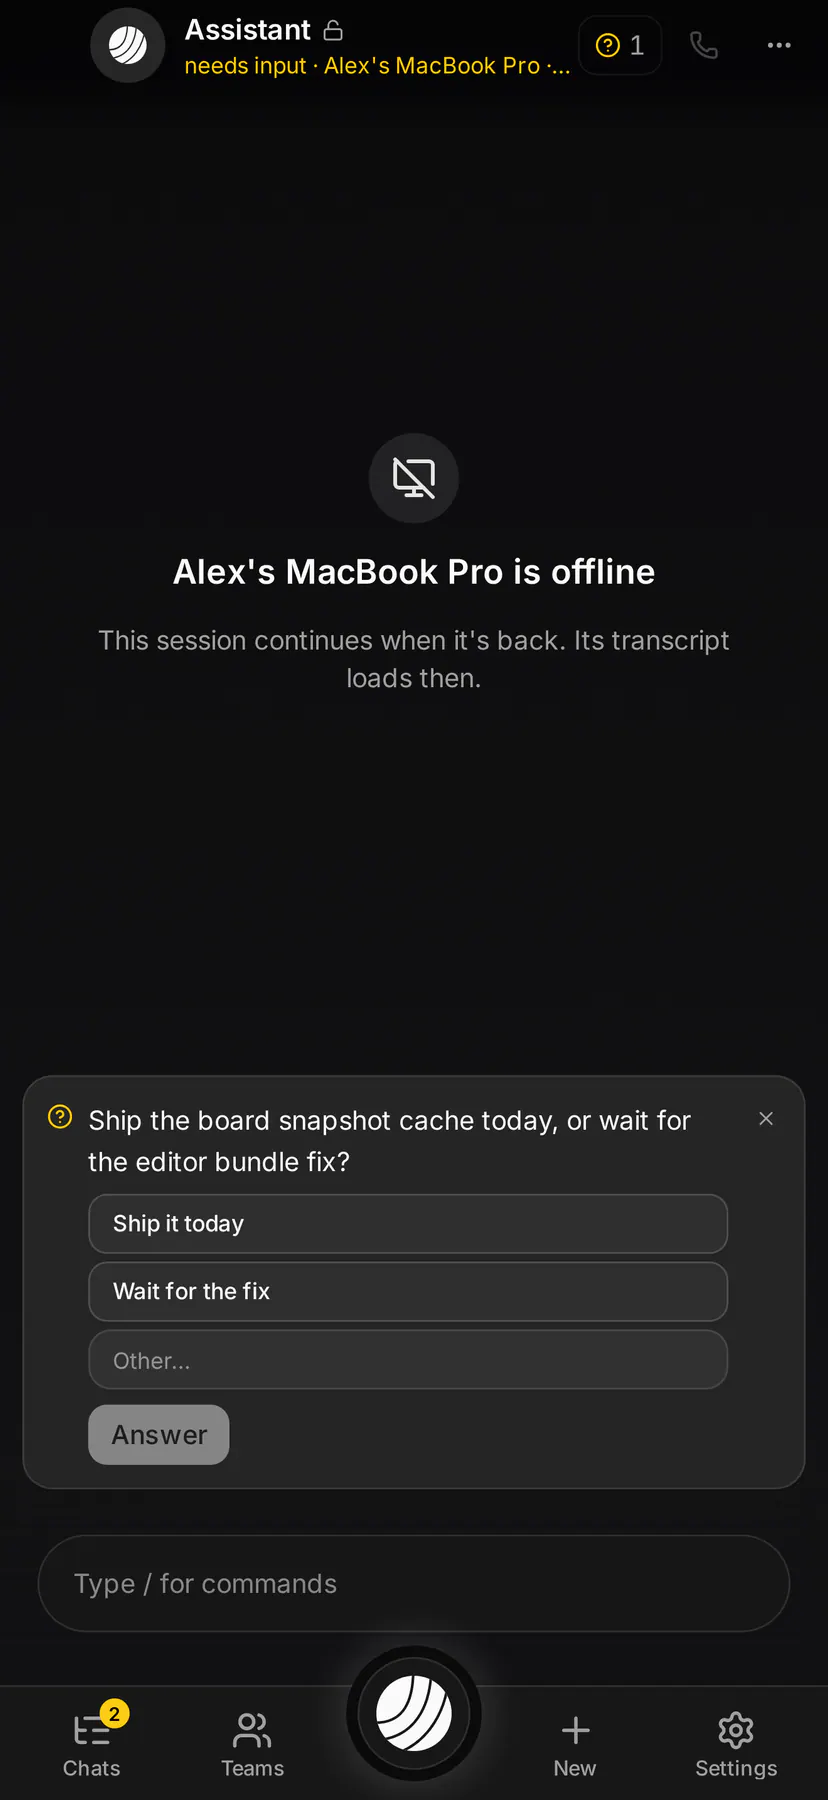 Assistant
needs input · Alex's MacBook Pro ·...
1
Alex's MacBook Pro is offline
This session continues when it's back. Its transcript
loads then.
Ship the board snapshot cache today, or wait for
the editor bundle fix?
Ship it today
Wait for the fix
Other...
Answer
Type / for commands
2
Chats
Teams
New
Settings